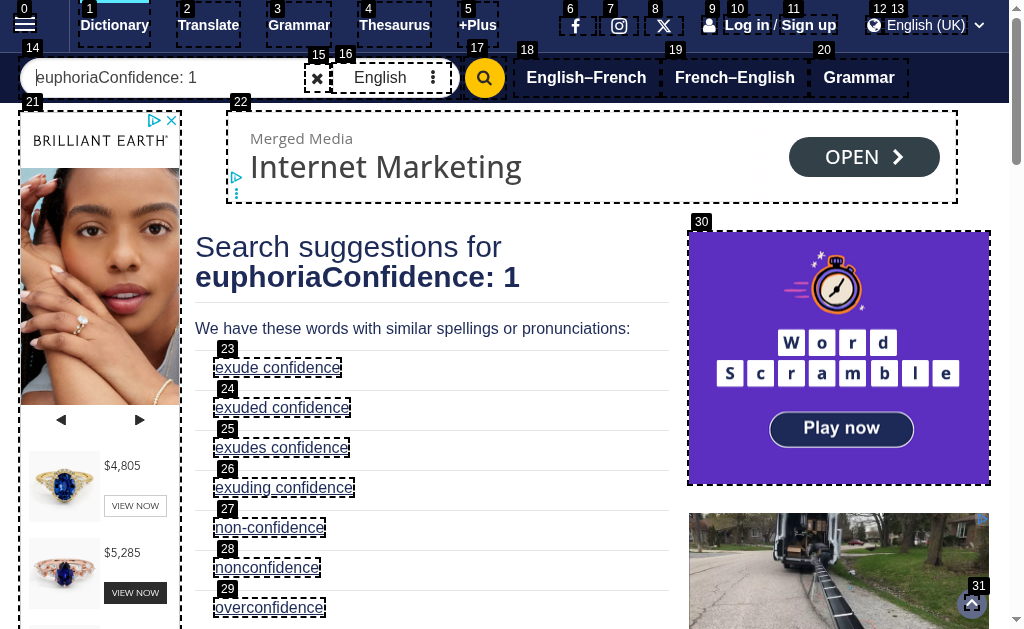 0 1 2 3 4 5 6 7 8 9 10 11 12 13
Dictionary Translate Grammar Thesaurus +Plus Log in / Sign up English (UK)
14 15 16 17 18 19 20
euphoriaConfidence: 1 English English–French French–English Grammar
21 22
BRILLIANT EARTH
Merged Media
Internet Marketing
OPEN
30
Search suggestions for
euphoriaConfidence: 1
We have these words with similar spellings or pronunciations:
23
exude confidence
24
exuded confidence
25
exudes confidence
26
exuding confidence
27
non-confidence
28
nonconfidence
29
overconfidence
$4,805
VIEW NOW
$5,285
VIEW NOW
Word
Scramble
Play now
31